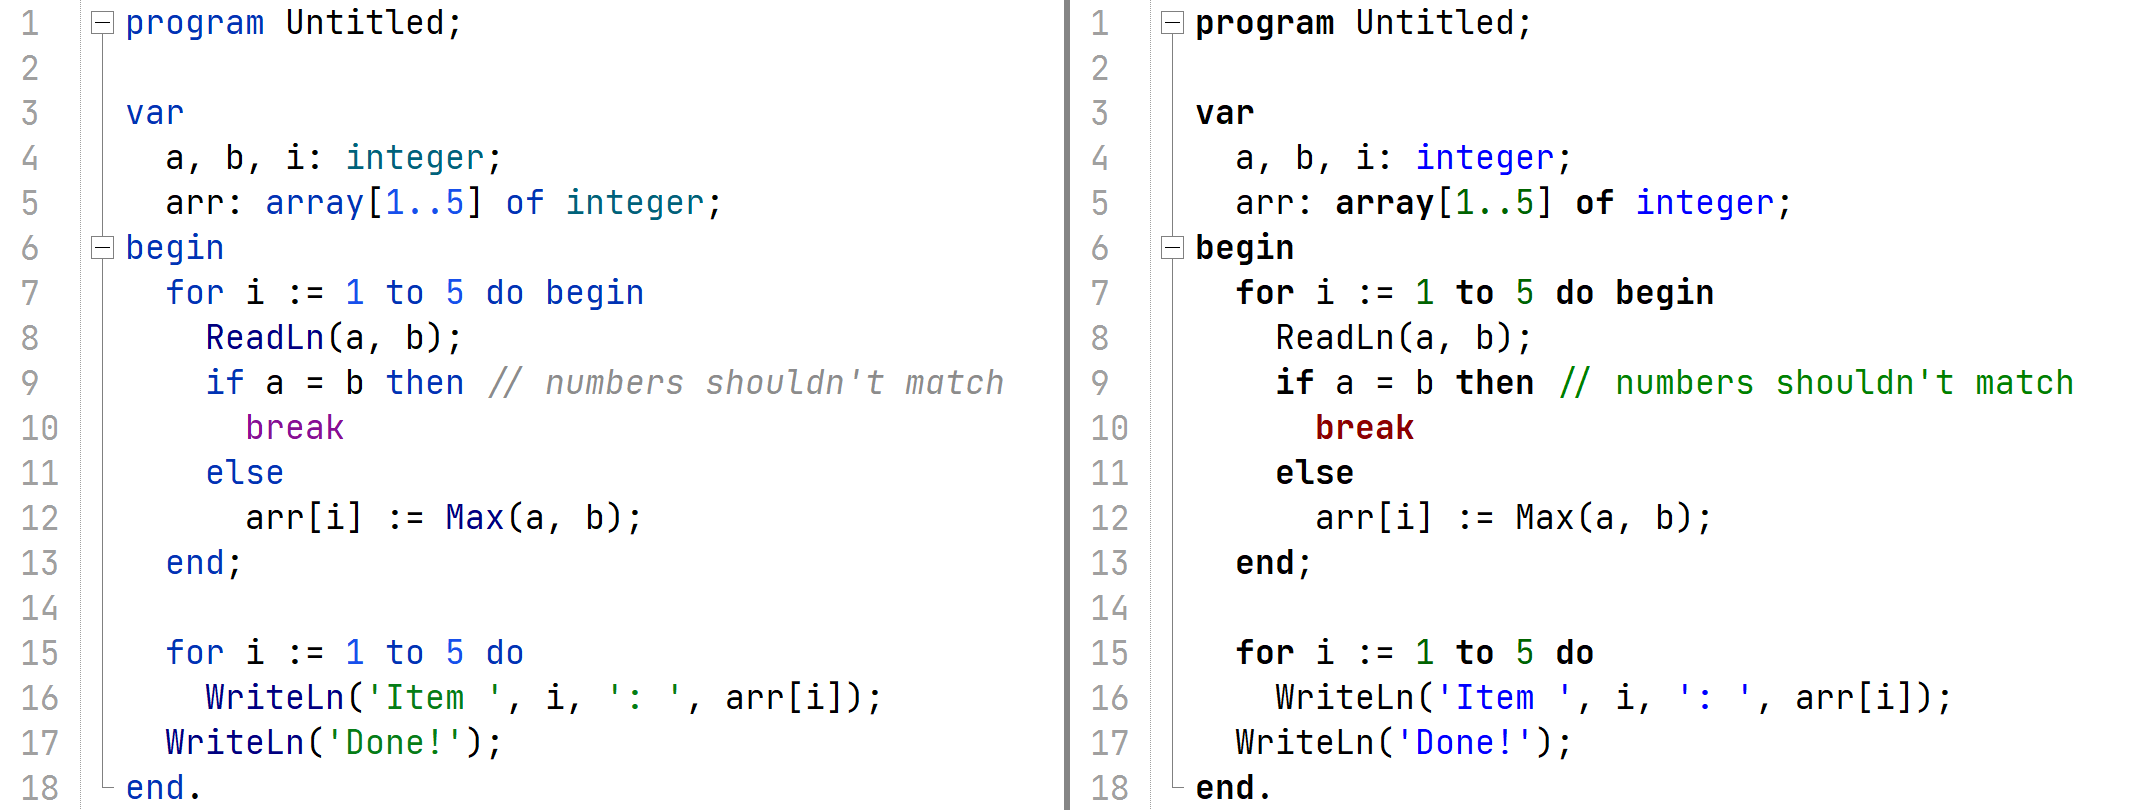 1 program Untitled;
2
3 var
4   a, b, i: integer;
5   arr: array[1..5] of integer;
6 begin
7   for i := 1 to 5 do begin
8     ReadLn(a, b);
9     if a = b then // numbers shouldn't match
10       break
11     else
12       arr[i] := Max(a, b);
13   end;
14
15   for i := 1 to 5 do
16     WriteLn('Item ', i, ': ', arr[i]);
17   WriteLn('Done!');
18 end.
1 program Untitled;
2
3 var
4   a, b, i: integer;
5   arr: array[1..5] of integer;
6 begin
7   for i := 1 to 5 do begin
8     ReadLn(a, b);
9     if a = b then // numbers shouldn't match
10       break
11     else
12       arr[i] := Max(a, b);
13   end;
14
15   for i := 1 to 5 do
16     WriteLn('Item ', i, ': ', arr[i]);
17   WriteLn('Done!');
18 end.